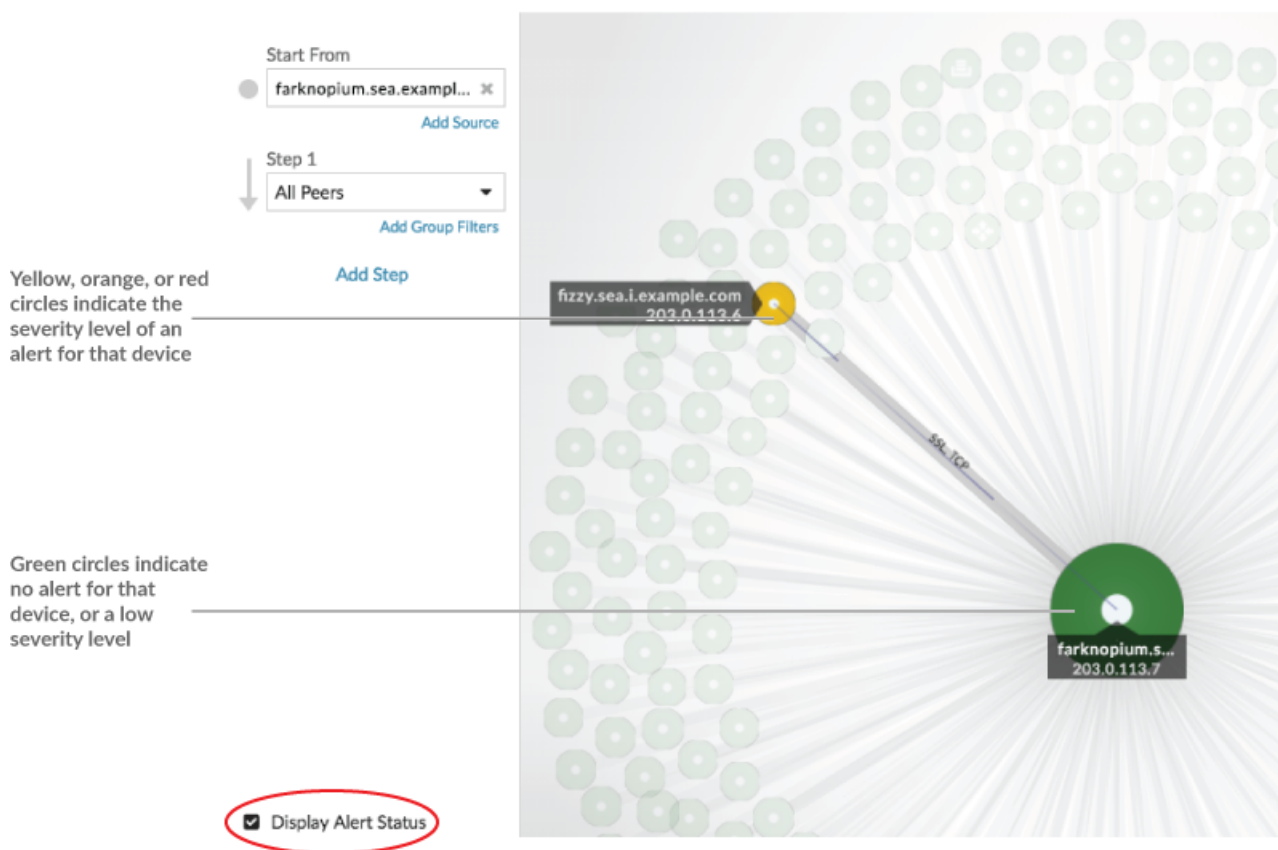 Start From
farknopium.sea.exampl...
Add Source
Step 1
All Peers
Add Group Filters
Add Step
Yellow, orange, or red
circles indicate the
severity level of an
alert for that device
fizzy.sea.i.example.com
203.0.113.6
SSL, TCP
Green circles indicate
no alert for that
device, or a low
severity level
farknopium.s...
203.0.113.7
Display Alert Status